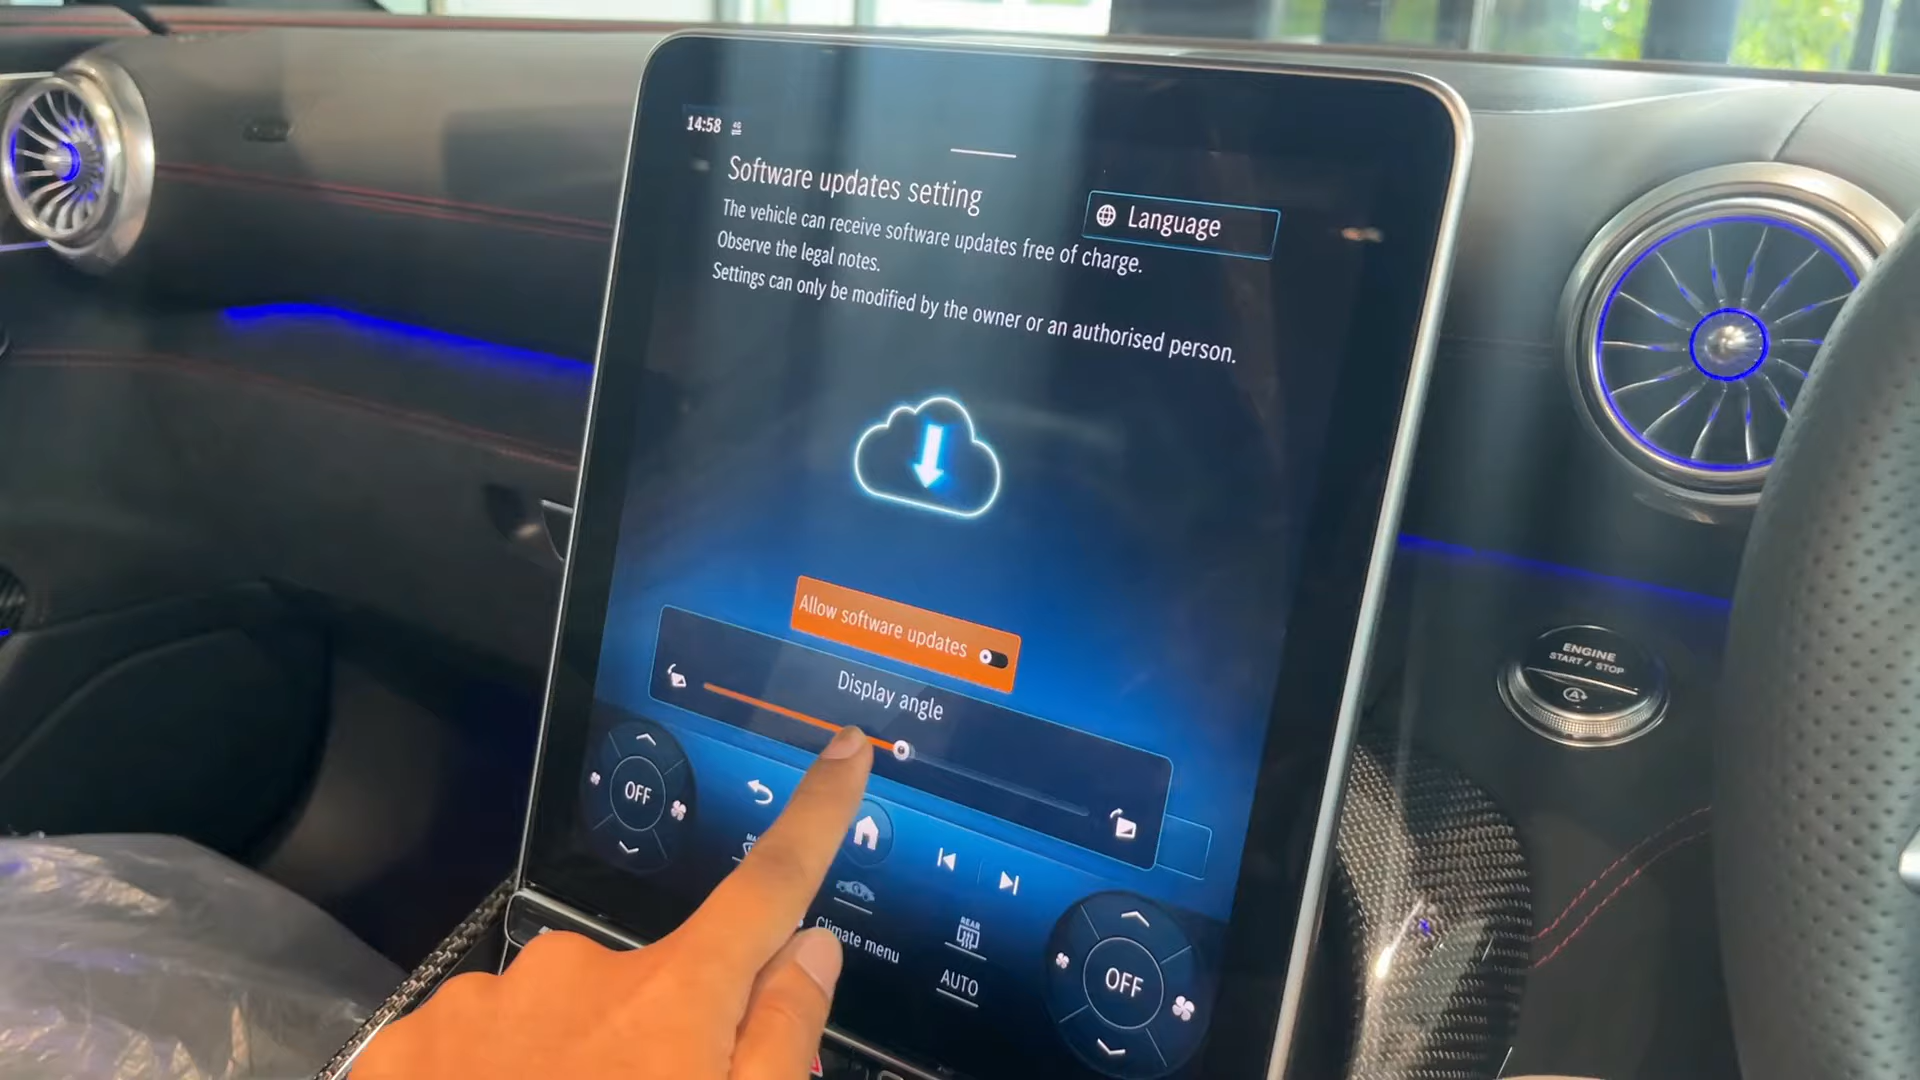 14:58 4G
Software updates setting
Language
The vehicle can receive software updates free of charge.
Observe the legal notes.
Settings can only be modified by the owner or an authorised person.
Allow software updates
Display angle
OFF
Climate menu
REAR
AUTO
OFF
ENGINE
START / STOP
A